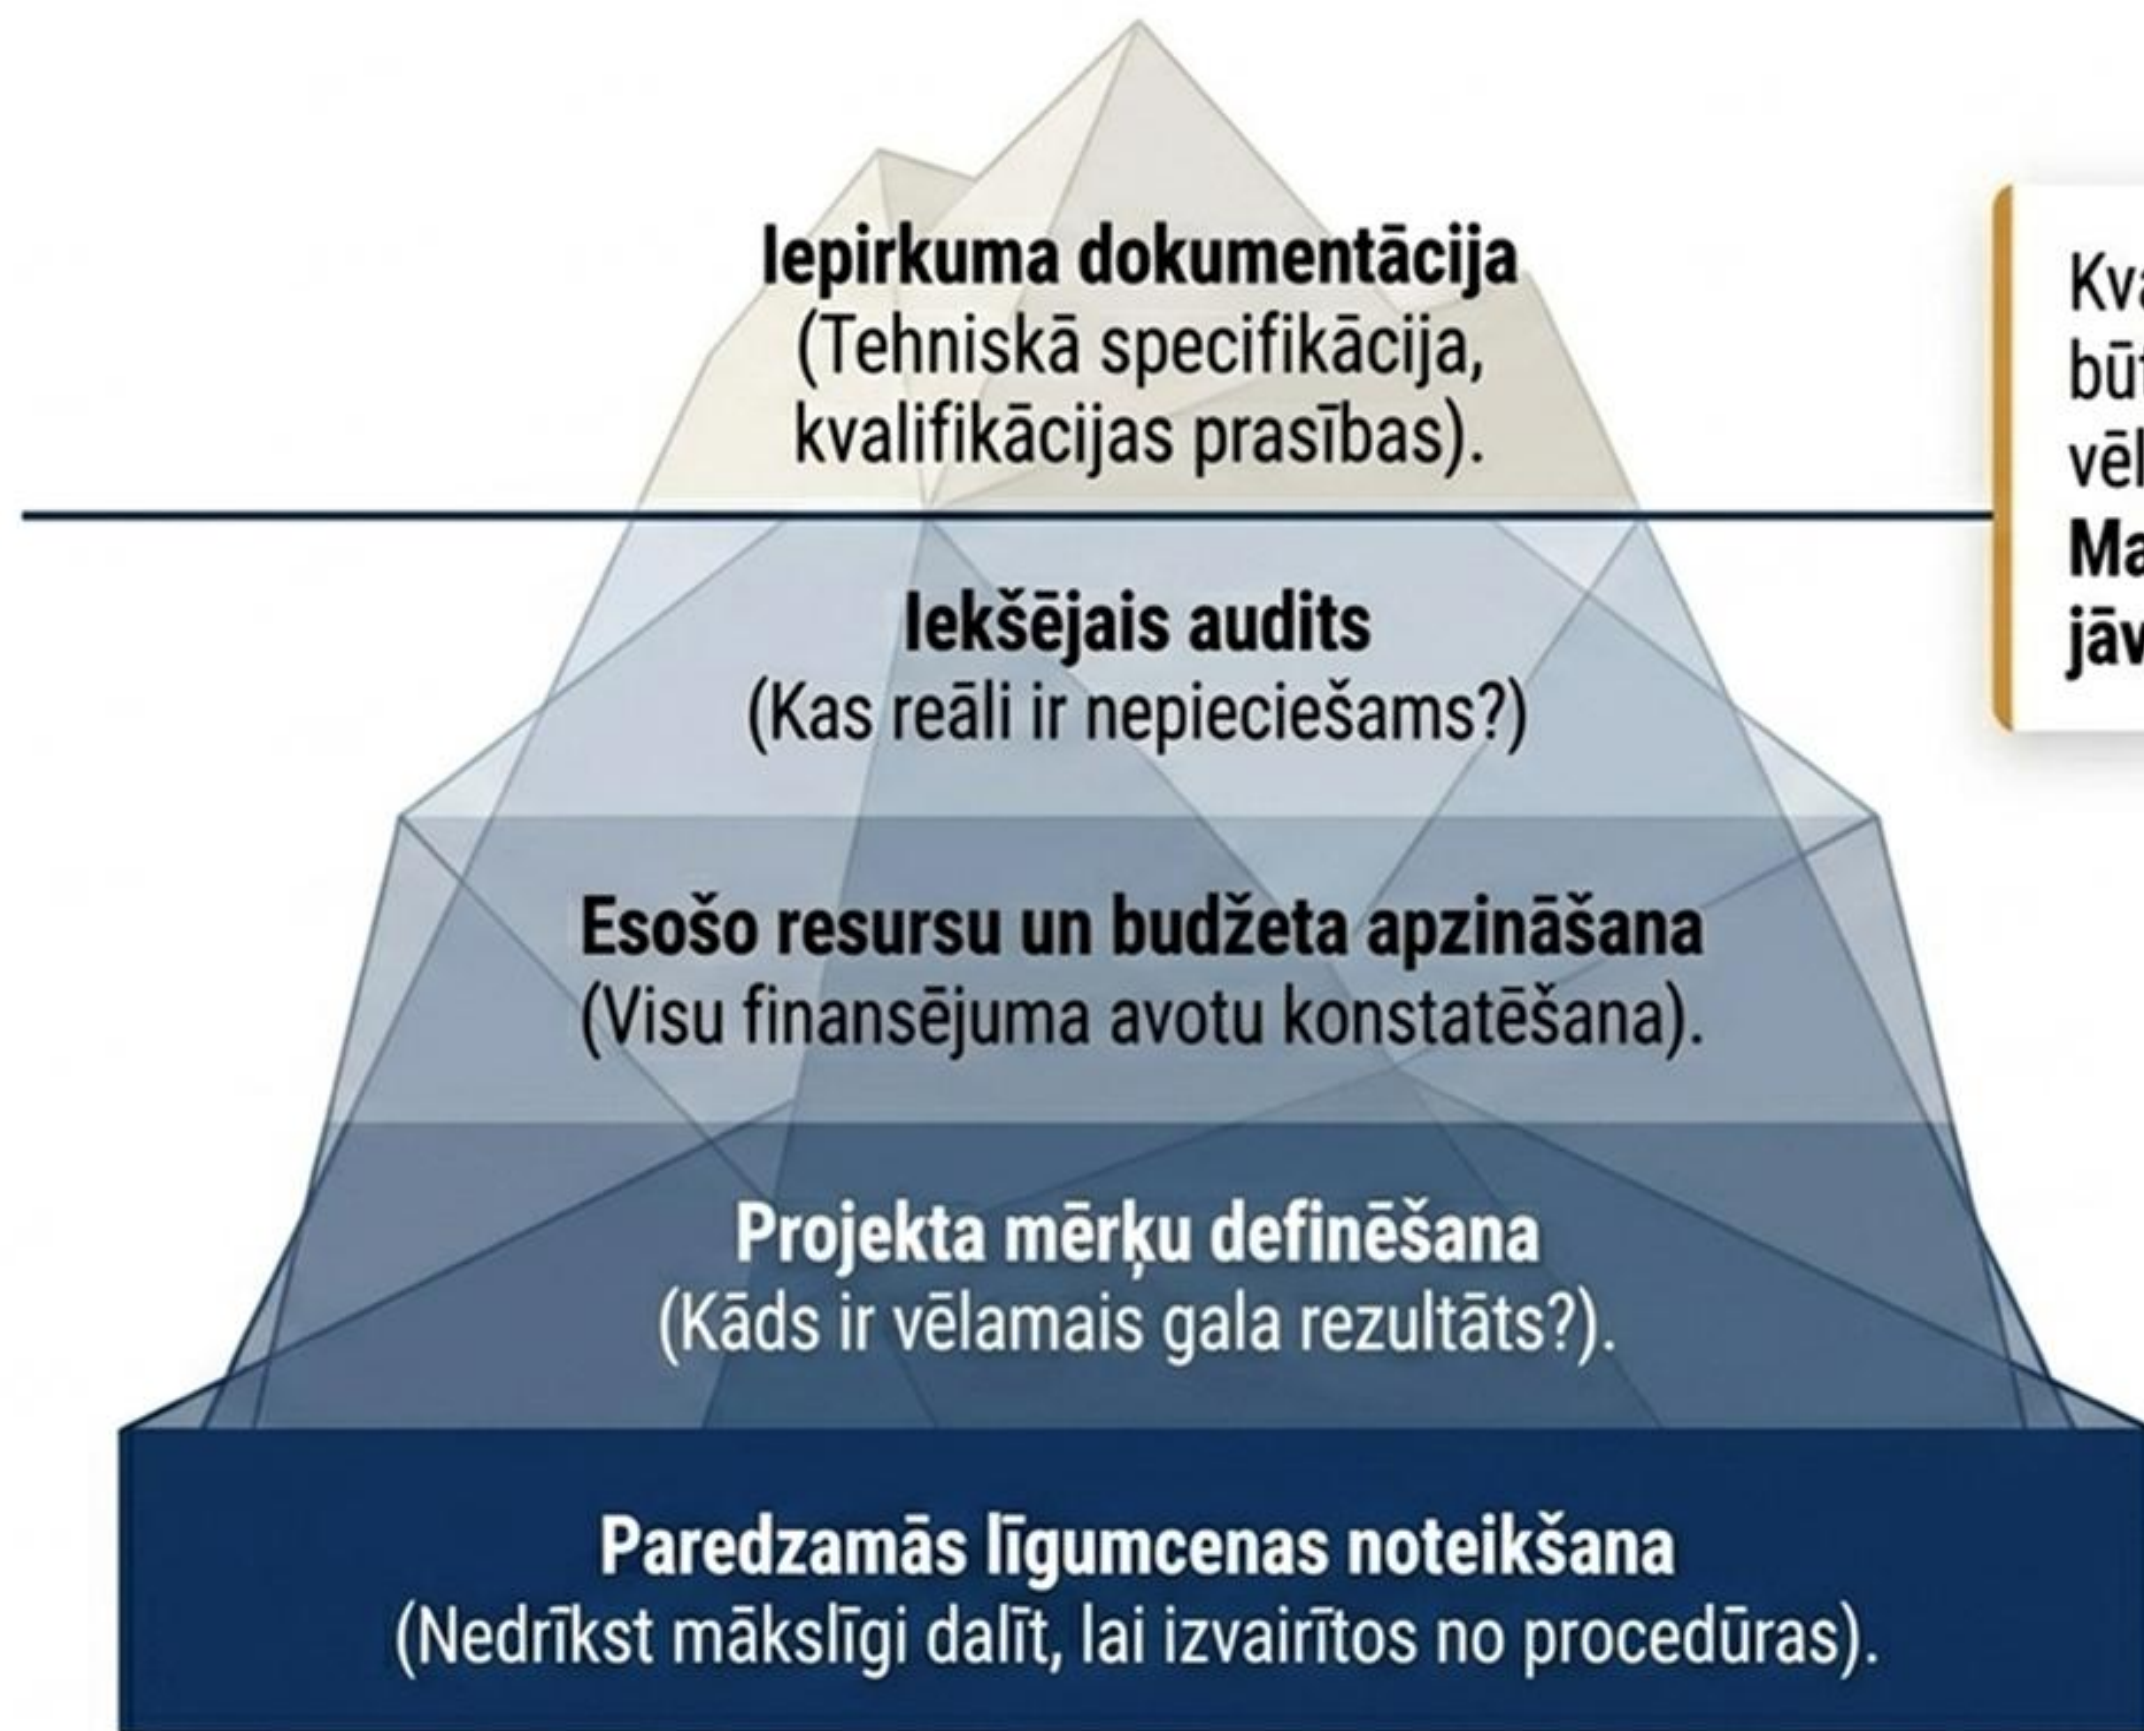 Iepirkuma dokumentācija
(Tehniskā specifikācija,
kvalifikācijas prasības).
Iekšējais audits
(Kas reāli ir nepieciešams?)
Esošo resursu un budžeta apzināšana
(Visu finansējuma avotu konstatēšana).
Projekta mērķu definēšana
(Kāds ir vēlamais gala rezultāts?).
Paredzamās līgumcenas noteikšana
(Nedrīkst mākslīgi dalīt, lai izvairītos no procedūras).